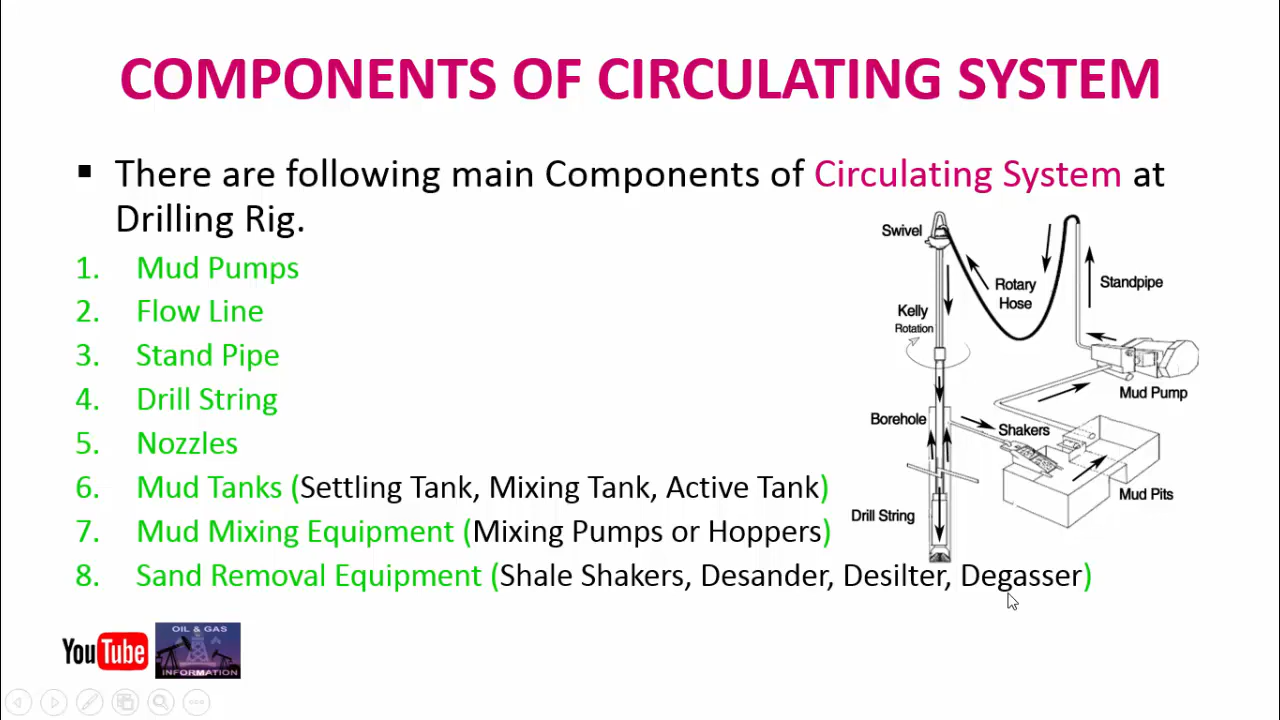 COMPONENTS OF CIRCULATING SYSTEM
▪ There are following main Components of Circulating System at
Drilling Rig.
1. Mud Pumps
2. Flow Line
3. Stand Pipe
4. Drill String
5. Nozzles
6. Mud Tanks (Settling Tank, Mixing Tank, Active Tank)
7. Mud Mixing Equipment (Mixing Pumps or Hoppers)
8. Sand Removal Equipment (Shale Shakers, Desander, Desilter, Degasser)
Swivel
Rotary
Hose
Standpipe
Kelly
Rotation
Mud Pump
Borehole
Shakers
Mud Pits
Drill String
YouTube
OIL & GAS
INFORMATION